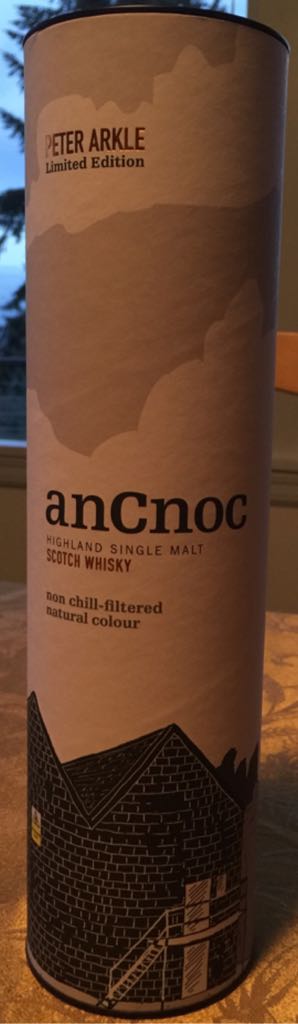 PETER ARKLE
Limited Edition
anCnoc
HIGHLAND SINGLE MALT
SCOTCH WHISKY
non chill-filtered
natural colour